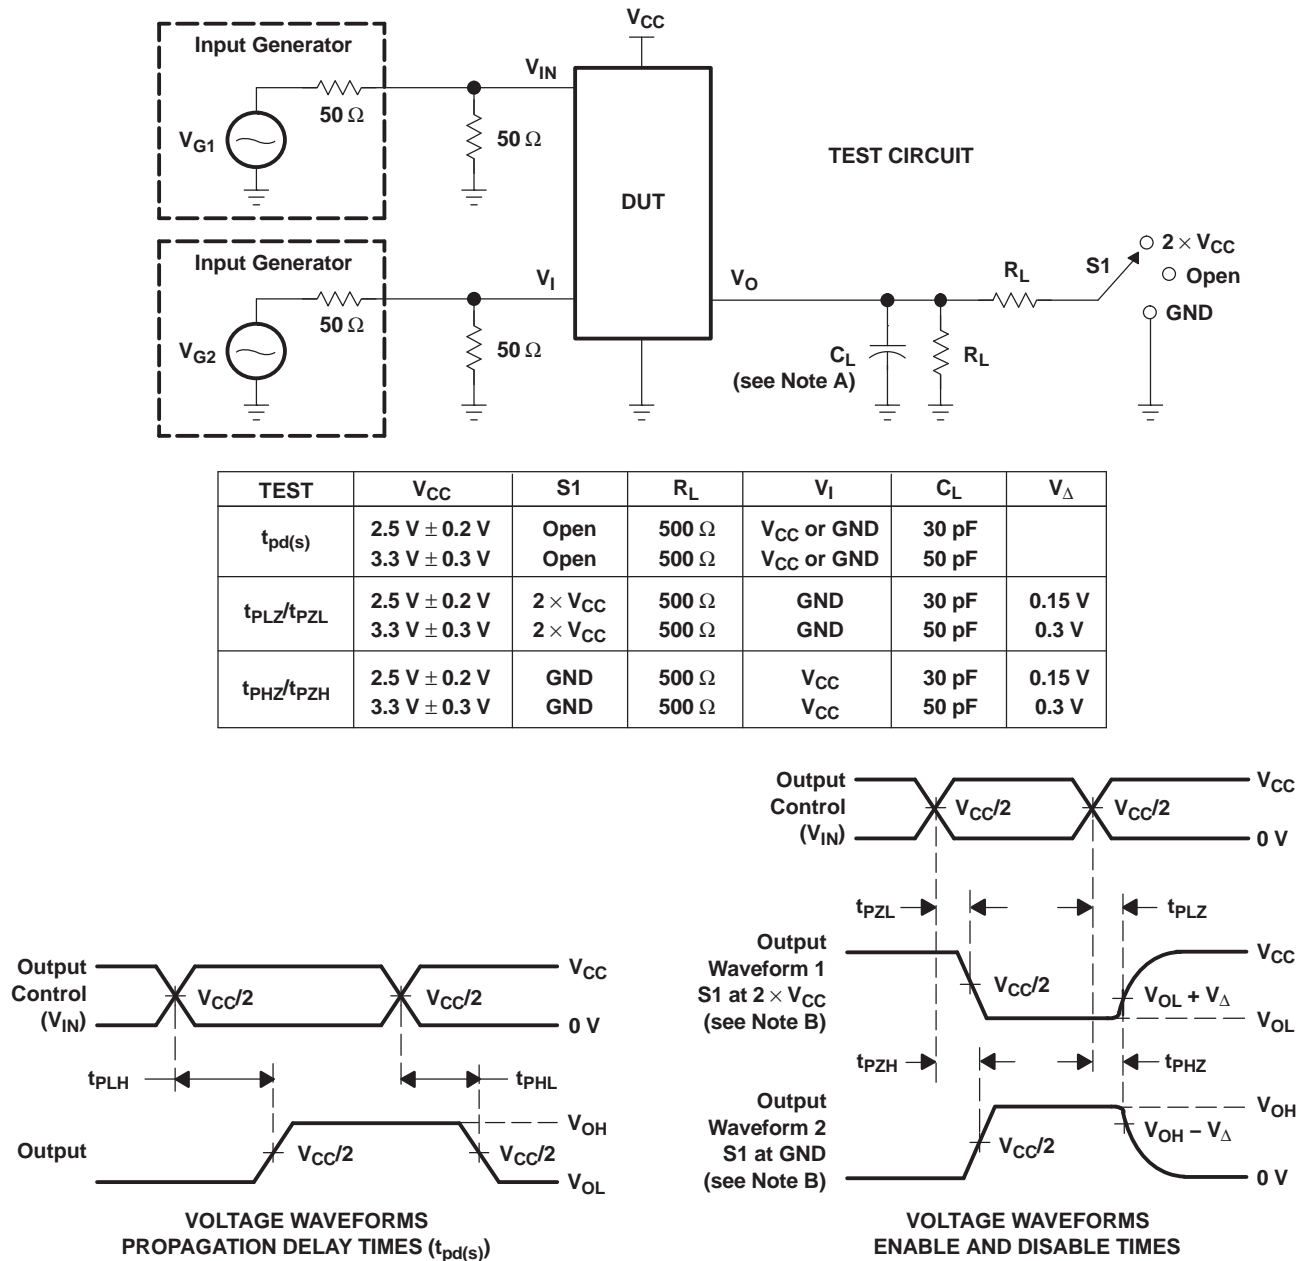 V_CC
Input Generator
V_IN
50 Ω
50 Ω
V_G1
TEST CIRCUIT
DUT
Input Generator
V_I
V_O
R_L
S1
2 × V_CC
Open
GND
50 Ω
50 Ω
V_G2
C_L
(see Note A)
R_L
TEST V_CC S1 R_L V_I C_L V_Δ
t_pd(s) 2.5 V ± 0.2 V Open 500 Ω V_CC or GND 30 pF
3.3 V ± 0.3 V Open 500 Ω V_CC or GND 50 pF
t_PLZ/t_PZL 2.5 V ± 0.2 V 2 × V_CC 500 Ω GND 30 pF 0.15 V
3.3 V ± 0.3 V 2 × V_CC 500 Ω GND 50 pF 0.3 V
t_PHZ/t_PZH 2.5 V ± 0.2 V GND 500 Ω V_CC 30 pF 0.15 V
3.3 V ± 0.3 V GND 500 Ω V_CC 50 pF 0.3 V
Output
Control
(V_IN)
V_CC/2
V_CC/2
V_CC
0 V
t_PLH
t_PHL
Output
V_CC/2
V_CC/2
V_OH
V_OL
VOLTAGE WAVEFORMS
PROPAGATION DELAY TIMES (t_pd(s))
Output
Control
(V_IN)
V_CC/2
V_CC/2
V_CC
0 V
t_PZL
t_PLZ
Output
Waveform 1
S1 at 2 × V_CC
(see Note B)
V_CC/2
V_CC
V_OL + V_Δ
V_OL
t_PZH
t_PHZ
Output
Waveform 2
S1 at GND
(see Note B)
V_CC/2
V_OH
V_OH − V_Δ
0 V
VOLTAGE WAVEFORMS
ENABLE AND DISABLE TIMES